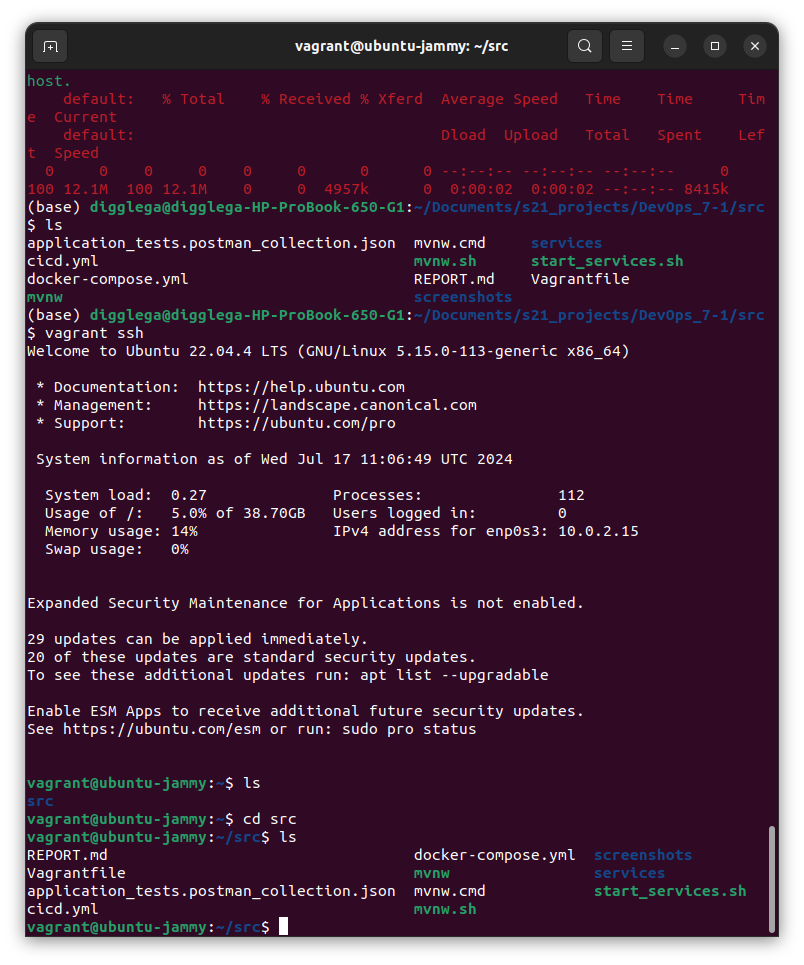 vagrant@ubuntu-jammy: ~/src
host.
    default:   % Total    % Received % Xferd  Average Speed   Time    Time     Tim
e  Current
    default:                                  Dload  Upload   Total   Spent    Lef
t  Speed
  0     0    0     0    0     0      0      0 --:--:-- --:--:-- --:--:--     0
100 12.1M  100 12.1M    0     0  4957k      0  0:00:02  0:00:02 --:--:-- 8415k
(base) digglega@digglega-HP-ProBook-650-G1:~/Documents/s21_projects/DevOps_7-1/src
$ ls
application_tests.postman_collection.json  mvnw.cmd     services
cicd.yml                                   mvnw.sh      start_services.sh
docker-compose.yml                         REPORT.md    Vagrantfile
mvnw                                       screenshots
(base) digglega@digglega-HP-ProBook-650-G1:~/Documents/s21_projects/DevOps_7-1/src
$ vagrant ssh
Welcome to Ubuntu 22.04.4 LTS (GNU/Linux 5.15.0-113-generic x86_64)
 * Documentation:  https://help.ubuntu.com
 * Management:     https://landscape.canonical.com
 * Support:        https://ubuntu.com/pro
 System information as of Wed Jul 17 11:06:49 UTC 2024
  System load:  0.27              Processes:               112
  Usage of /:   5.0% of 38.70GB   Users logged in:         0
  Memory usage: 14%               IPv4 address for enp0s3: 10.0.2.15
  Swap usage:   0%
Expanded Security Maintenance for Applications is not enabled.
29 updates can be applied immediately.
20 of these updates are standard security updates.
To see these additional updates run: apt list --upgradable
Enable ESM Apps to receive additional future security updates.
See https://ubuntu.com/esm or run: sudo pro status
vagrant@ubuntu-jammy:~$ ls
src
vagrant@ubuntu-jammy:~$ cd src
vagrant@ubuntu-jammy:~/src$ ls
REPORT.md                                  docker-compose.yml  screenshots
Vagrantfile                                mvnw                services
application_tests.postman_collection.json  mvnw.cmd            start_services.sh
cicd.yml                                   mvnw.sh
vagrant@ubuntu-jammy:~/src$